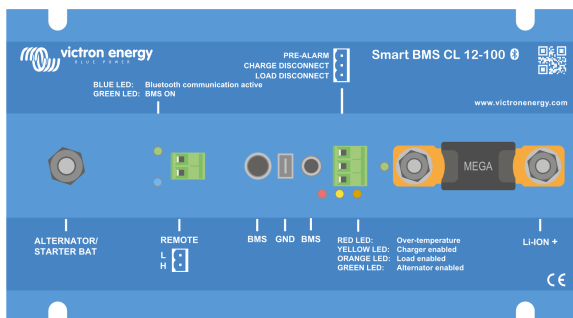 victron energy
BLUE POWER
PRE-ALARM
CHARGE DISCONNECT
LOAD DISCONNECT
Smart BMS CL 12-100
BLUE LED: Bluetooth communication active
GREEN LED: BMS ON
www.victronenergy.com
MEGA
ALTERNATOR/
STARTER BAT
REMOTE
L
H
BMS GND BMS
RED LED: Over-temperature
YELLOW LED: Charger enabled
ORANGE LED: Load enabled
GREEN LED: Alternator enabled
Li-ION +
CE